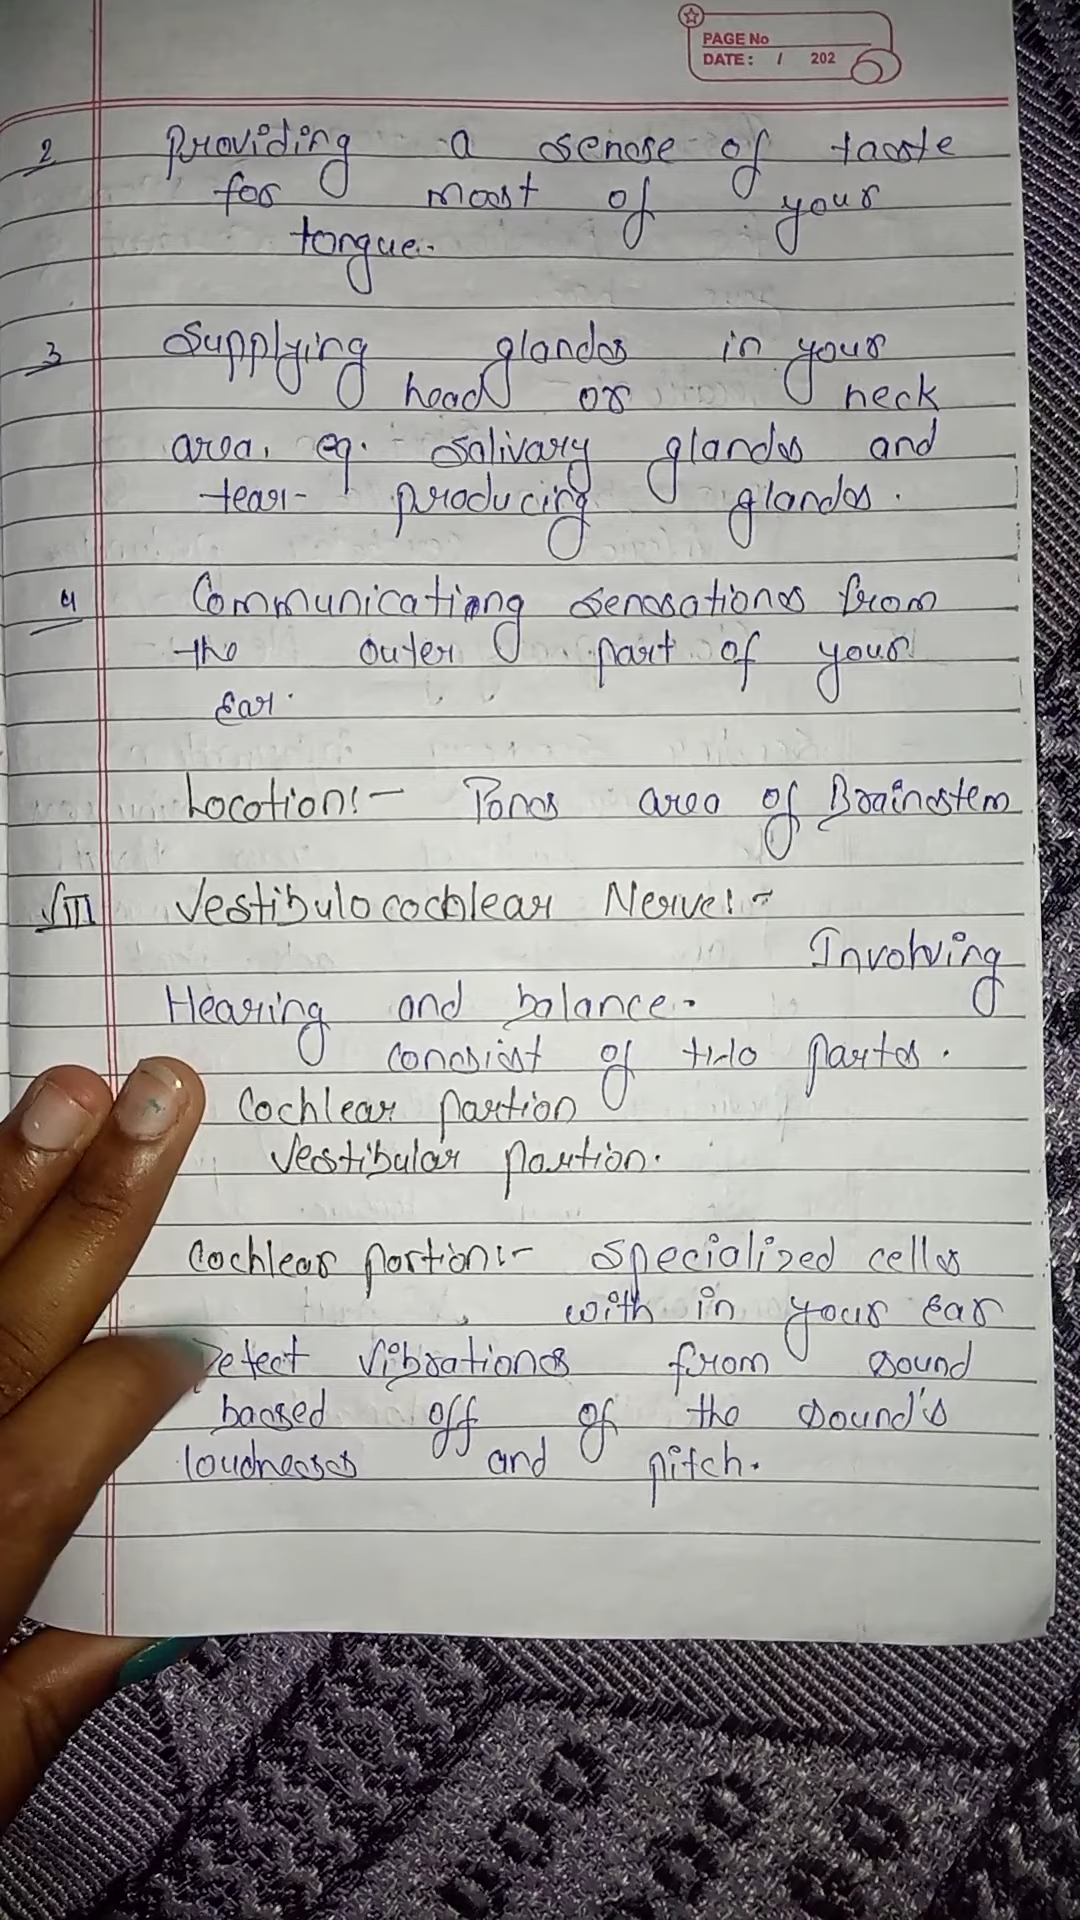 PAGE No
DATE: / 202
2 Providing a sense of taste
for most of your
tongue.
3 Supplying glands in your
head or neck
area, eg. salivary glands and
tear- producing glands.
4 Communicating sensations from
the outer part of your
Ear.
Location:- Pons area of Brainstem
VIII Vestibulocochlear Nerve:-
Involving
Hearing and balance.
consist of two parts.
Cochlear partion
Vestibular partion.
Cochlear portion:- specialized cells
with in your Ear
Detect vibrations from sound
based off of the sound's
loudness and pitch.